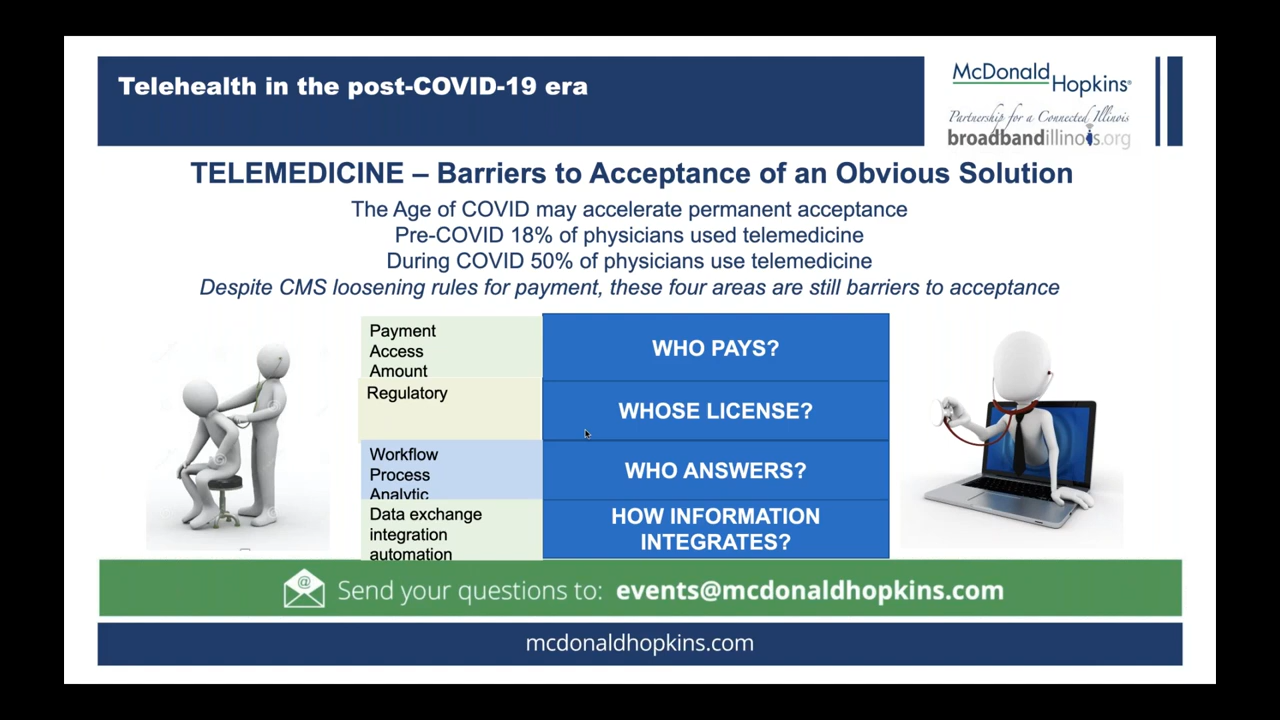 Telehealth in the post-COVID-19 era
McDonald
Hopkins
Partnership for a Connected Illinois
broadbandillinois.org
TELEMEDICINE – Barriers to Acceptance of an Obvious Solution
The Age of COVID may accelerate permanent acceptance
Pre-COVID 18% of physicians used telemedicine
During COVID 50% of physicians use telemedicine
Despite CMS loosening rules for payment, these four areas are still barriers to acceptance
Payment
Access
Amount
WHO PAYS?
Regulatory
WHOSE LICENSE?
Workflow
Process
Analytic
WHO ANSWERS?
Data exchange
integration
automation
HOW INFORMATION
INTEGRATES?
@
Send your questions to: events@mcdonaldhopkins.com
mcdonaldhopkins.com